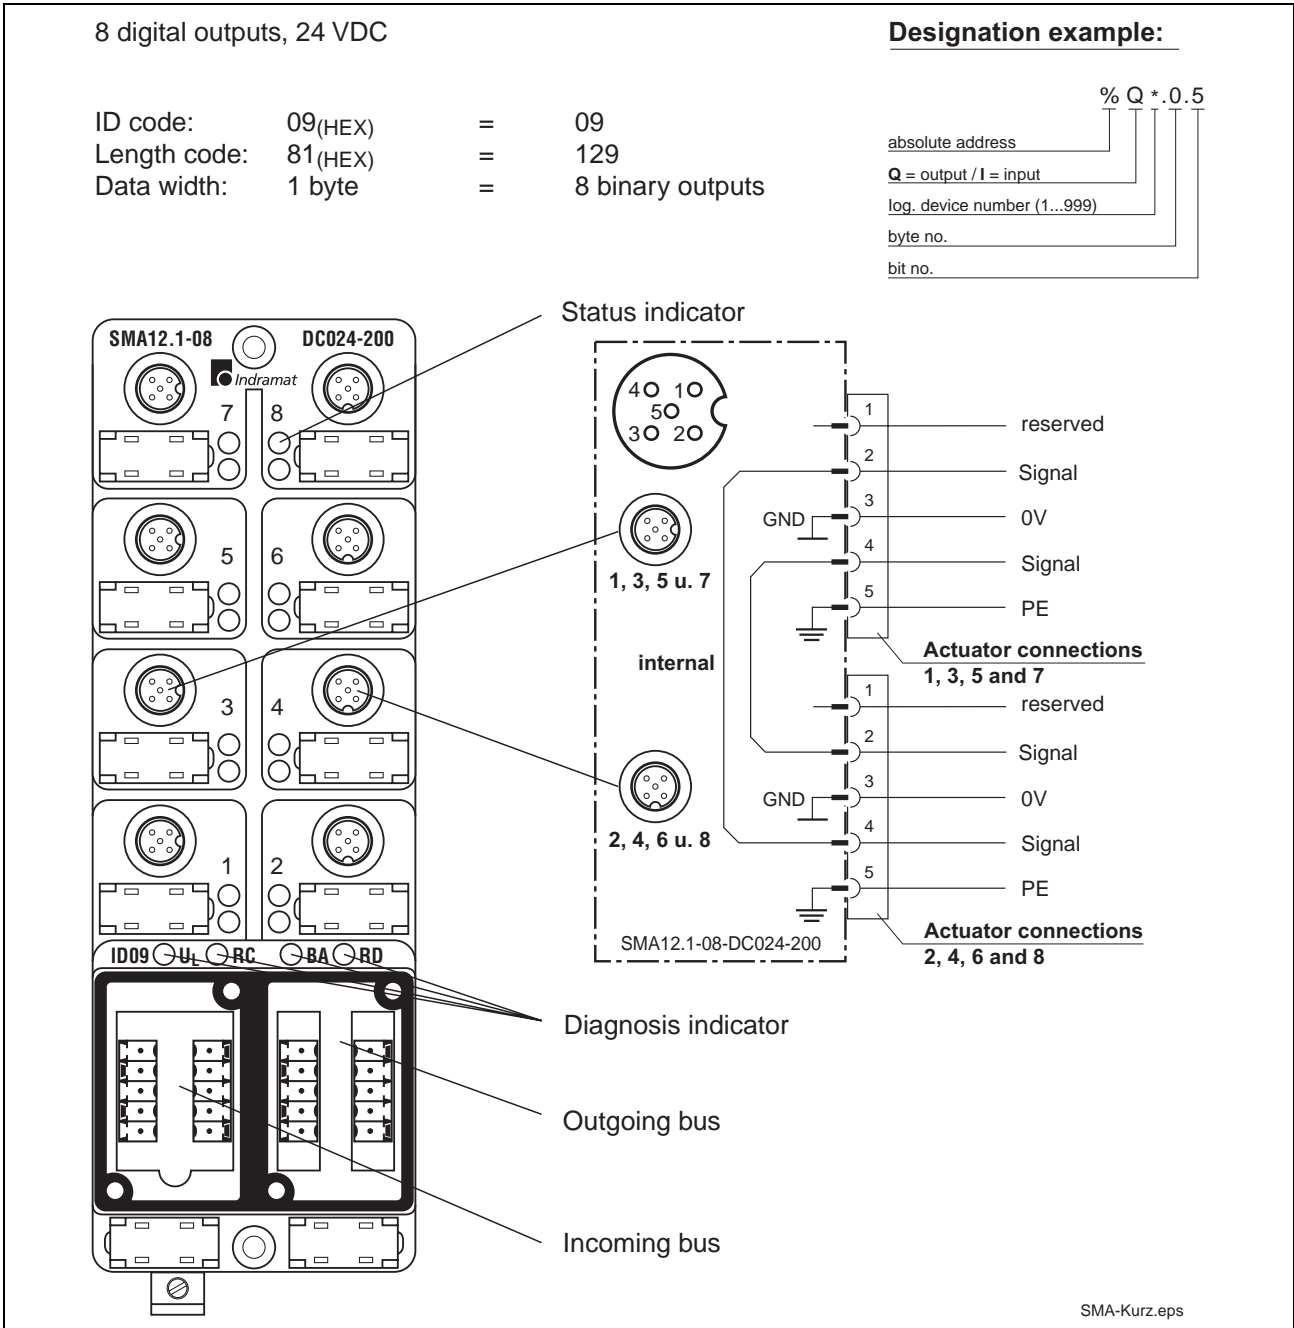 8 digital outputs, 24 VDC
Designation example:
ID code: 09(HEX) = 09
Length code: 81(HEX) = 129
Data width: 1 byte = 8 binary outputs
% Q *.0.5
absolute address
Q = output / I = input
log. device number (1...999)
byte no.
bit no.
Status indicator
SMA12.1-08 DC024-200
Indramat
7 8
5 6
3 4
1 2
ID09 UL RC BA RD
4 1
5
3 2
1, 3, 5 u. 7
internal
2, 4, 6 u. 8
SMA12.1-08-DC024-200
1 reserved
2 Signal
GND 3 0V
4 Signal
5 PE
Actuator connections
1, 3, 5 and 7
1 reserved
2 Signal
GND 3 0V
4 Signal
5 PE
Actuator connections
2, 4, 6 and 8
Diagnosis indicator
Outgoing bus
Incoming bus
SMA-Kurz.eps